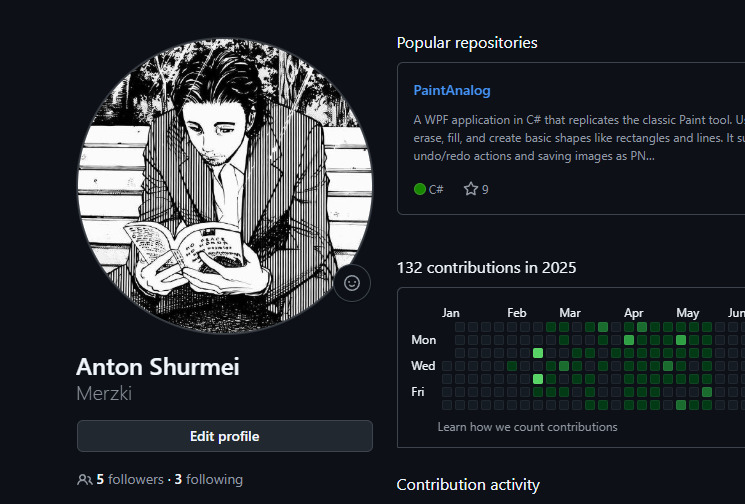 Popular repositories
PaintAnalog
A WPF application in C# that replicates the classic Paint tool.
erase, fill, and create basic shapes like rectangles and lines. It
undo/redo actions and saving images as PN...
C# 9
132 contributions in 2025
Jan Feb Mar Apr May Jun
Mon
Wed
Fri
Learn how we count contributions
Contribution activity
NO PEACE
Anton Shurmei
Merzki
Edit profile
5 followers · 3 following